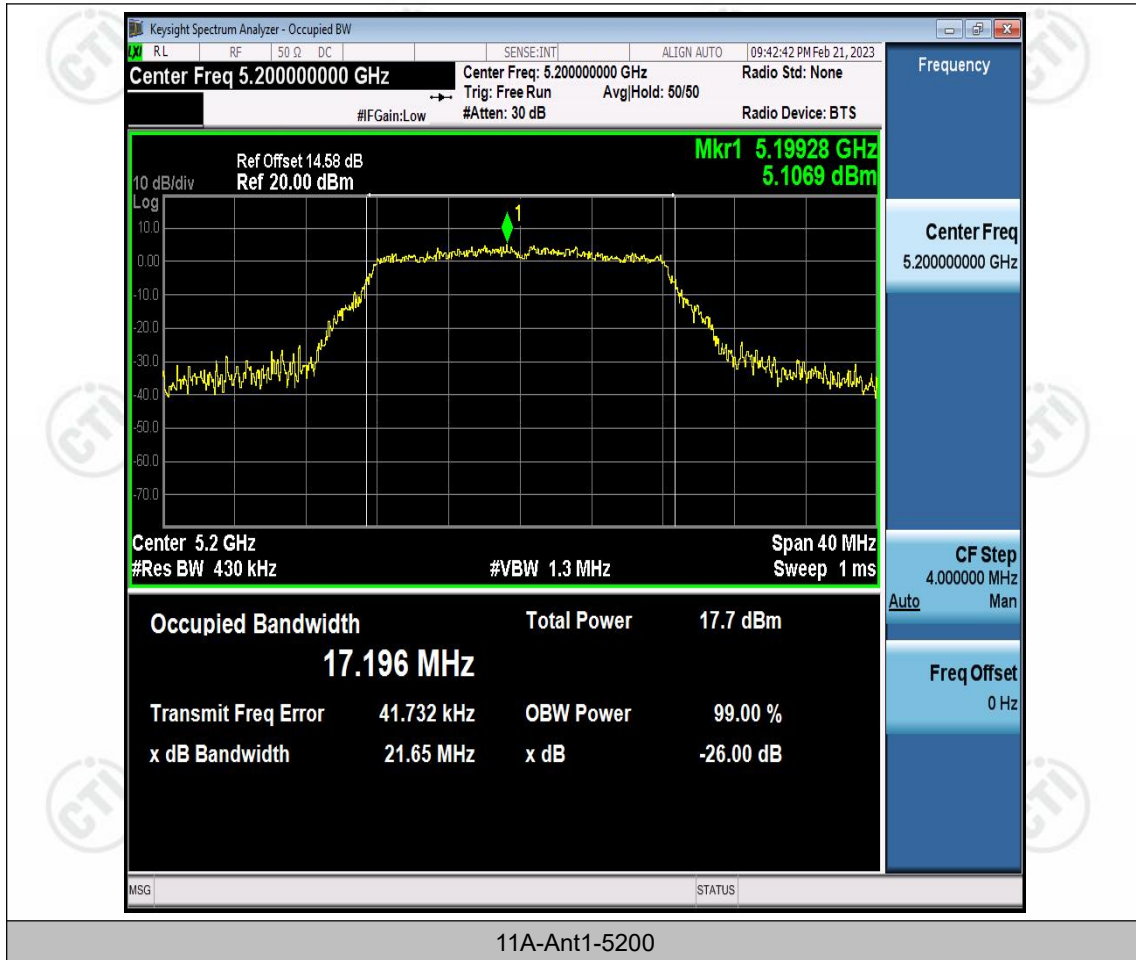 Keysight Spectrum Analyzer - Occupied BW
LXI RL RF 50 Ω DC SENSE:INT ALIGN AUTO 09:42:42 PM Feb 21, 2023
Center Freq 5.200000000 GHz
Center Freq: 5.200000000 GHz Radio Std: None
Trig: Free Run Avg|Hold: 50/50
#IFGain:Low #Atten: 30 dB Radio Device: BTS
Frequency
Mkr1 5.19928 GHz
5.1069 dBm
Ref Offset 14.58 dB
10 dB/div Ref 20.00 dBm
Log
10.0
0.00
-10.0
-20.0
-30.0
-40.0
-50.0
-60.0
-70.0
1
Center 5.2 GHz Span 40 MHz
#Res BW 430 kHz #VBW 1.3 MHz Sweep 1 ms
Center Freq
5.200000000 GHz
CF Step
4.000000 MHz
Auto Man
Freq Offset
0 Hz
Occupied Bandwidth Total Power 17.7 dBm
17.196 MHz
Transmit Freq Error 41.732 kHz OBW Power 99.00 %
x dB Bandwidth 21.65 MHz x dB -26.00 dB
MSG STATUS
11A-Ant1-5200
CTI
CTI
CTI
CTI
CTI
CTI